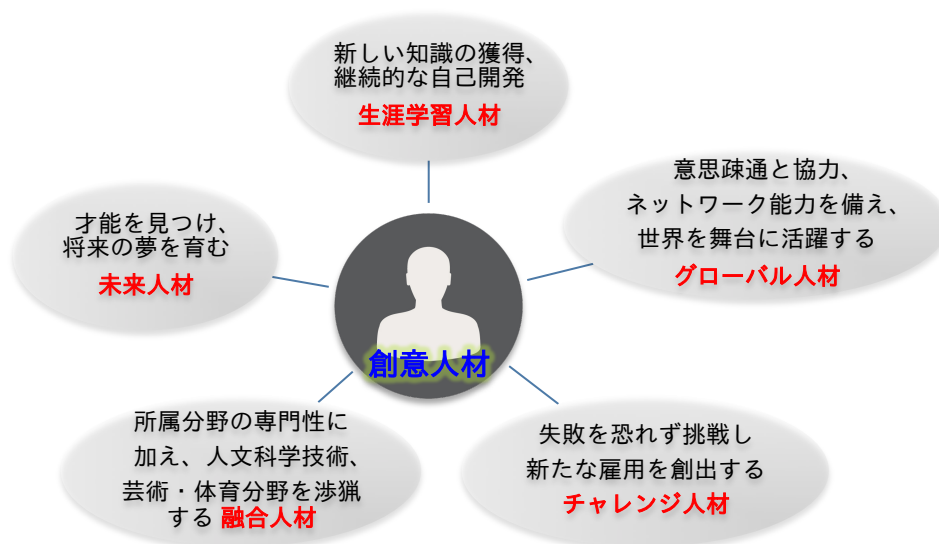 新しい知識の獲得、
継続的な自己開発
生涯学習人材
意思疎通と協力、
ネットワーク能力を備え、
世界を舞台に活躍する
グローバル人材
才能を見つけ、
将来の夢を育む
未来人材
創意人材
所属分野の専門性に
加え、人文科学技術、
芸術・体育分野を渉猟
する 融合人材
失敗を恐れず挑戦し
新たな雇用を創出する
チャレンジ人材